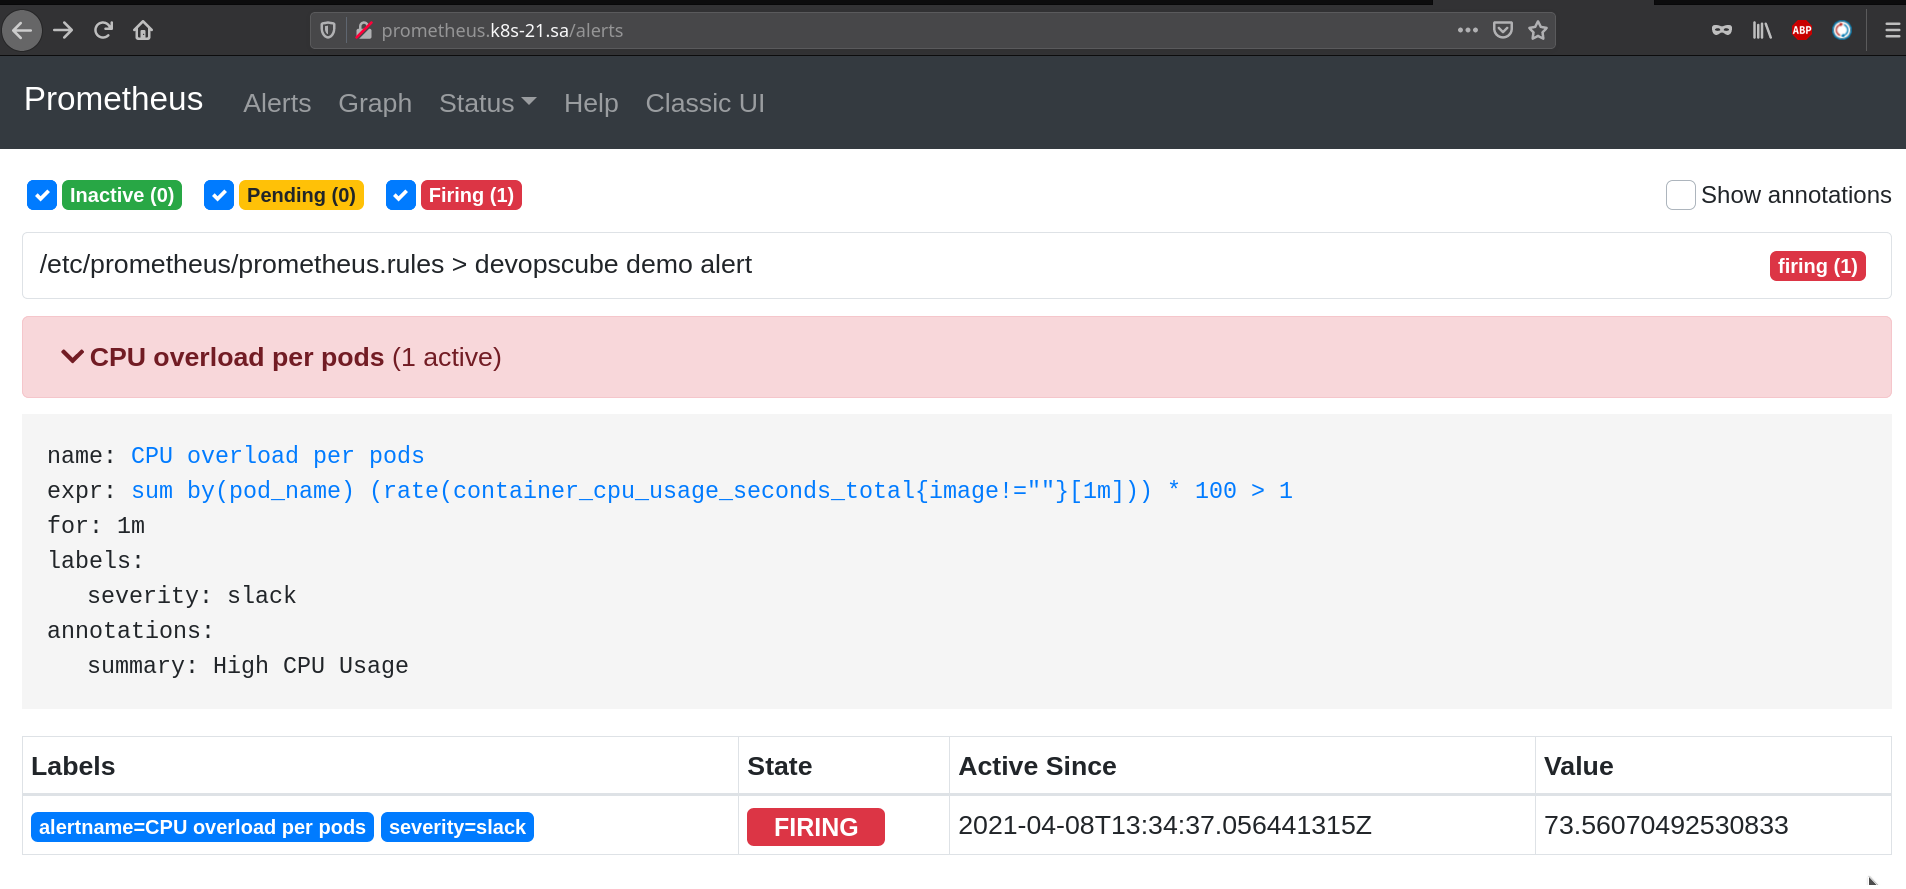 prometheus.k8s-21.sa/alerts
ABP
Prometheus Alerts Graph Status Help Classic UI
Inactive (0) Pending (0) Firing (1) Show annotations
/etc/prometheus/prometheus.rules > devopscube demo alert firing (1)
CPU overload per pods (1 active)
name: CPU overload per pods
expr: sum by(pod_name) (rate(container_cpu_usage_seconds_total{image!=""}[1m])) * 100 > 1
for: 1m
labels:
severity: slack
annotations:
summary: High CPU Usage
Labels State Active Since Value
alertname=CPU overload per pods severity=slack FIRING 2021-04-08T13:34:37.056441315Z 73.56070492530833